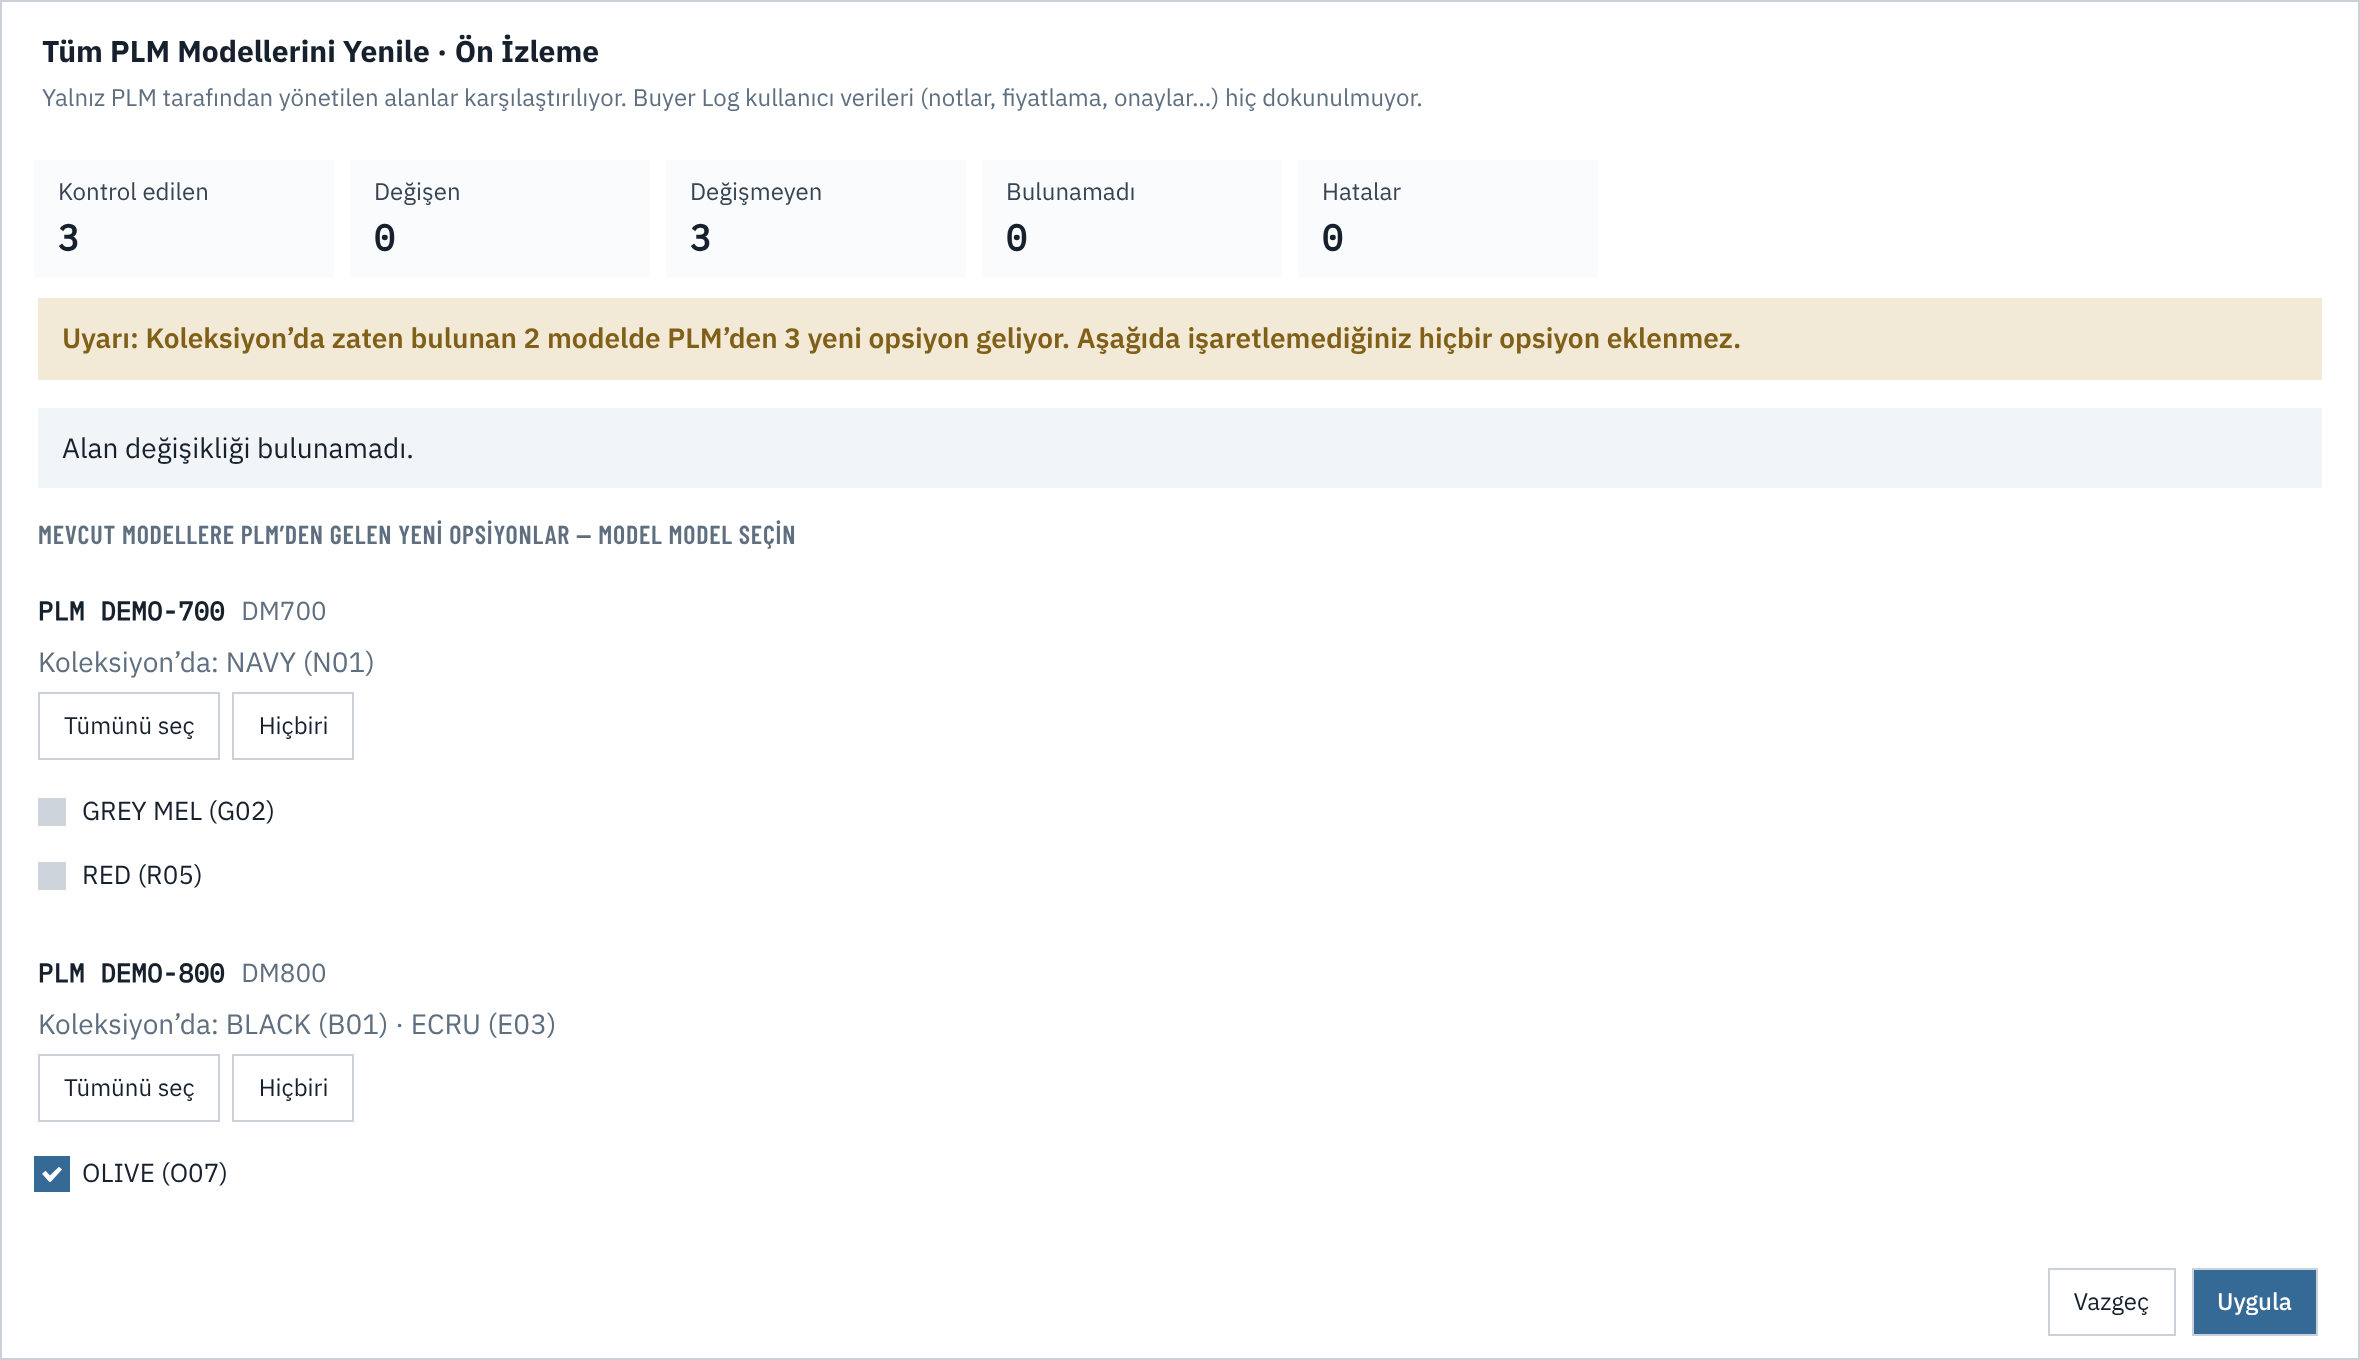 Tüm PLM Modellerini Yenile · Ön İzleme
Yalnız PLM tarafından yönetilen alanlar karşılaştırılıyor. Buyer Log kullanıcı verileri (notlar, fiyatlama, onaylar...) hiç dokunulmuyor.
Kontrol edilen
3
Değişen
0
Değişmeyen
3
Bulunamadı
0
Hatalar
0
Uyarı: Koleksiyon’da zaten bulunan 2 modelde PLM’den 3 yeni opsiyon geliyor. Aşağıda işaretlemediğiniz hiçbir opsiyon eklenmez.
Alan değişikliği bulunamadı.
MEVCUT MODELLERE PLM’DEN GELEN YENİ OPSİYONLAR — MODEL MODEL SEÇİN
PLM DEMO-700 DM700
Koleksiyon’da: NAVY (N01)
Tümünü seç Hiçbiri
GREY MEL (G02)
RED (R05)
PLM DEMO-800 DM800
Koleksiyon’da: BLACK (B01) · ECRU (E03)
Tümünü seç Hiçbiri
OLIVE (O07)
Vazgeç Uygula